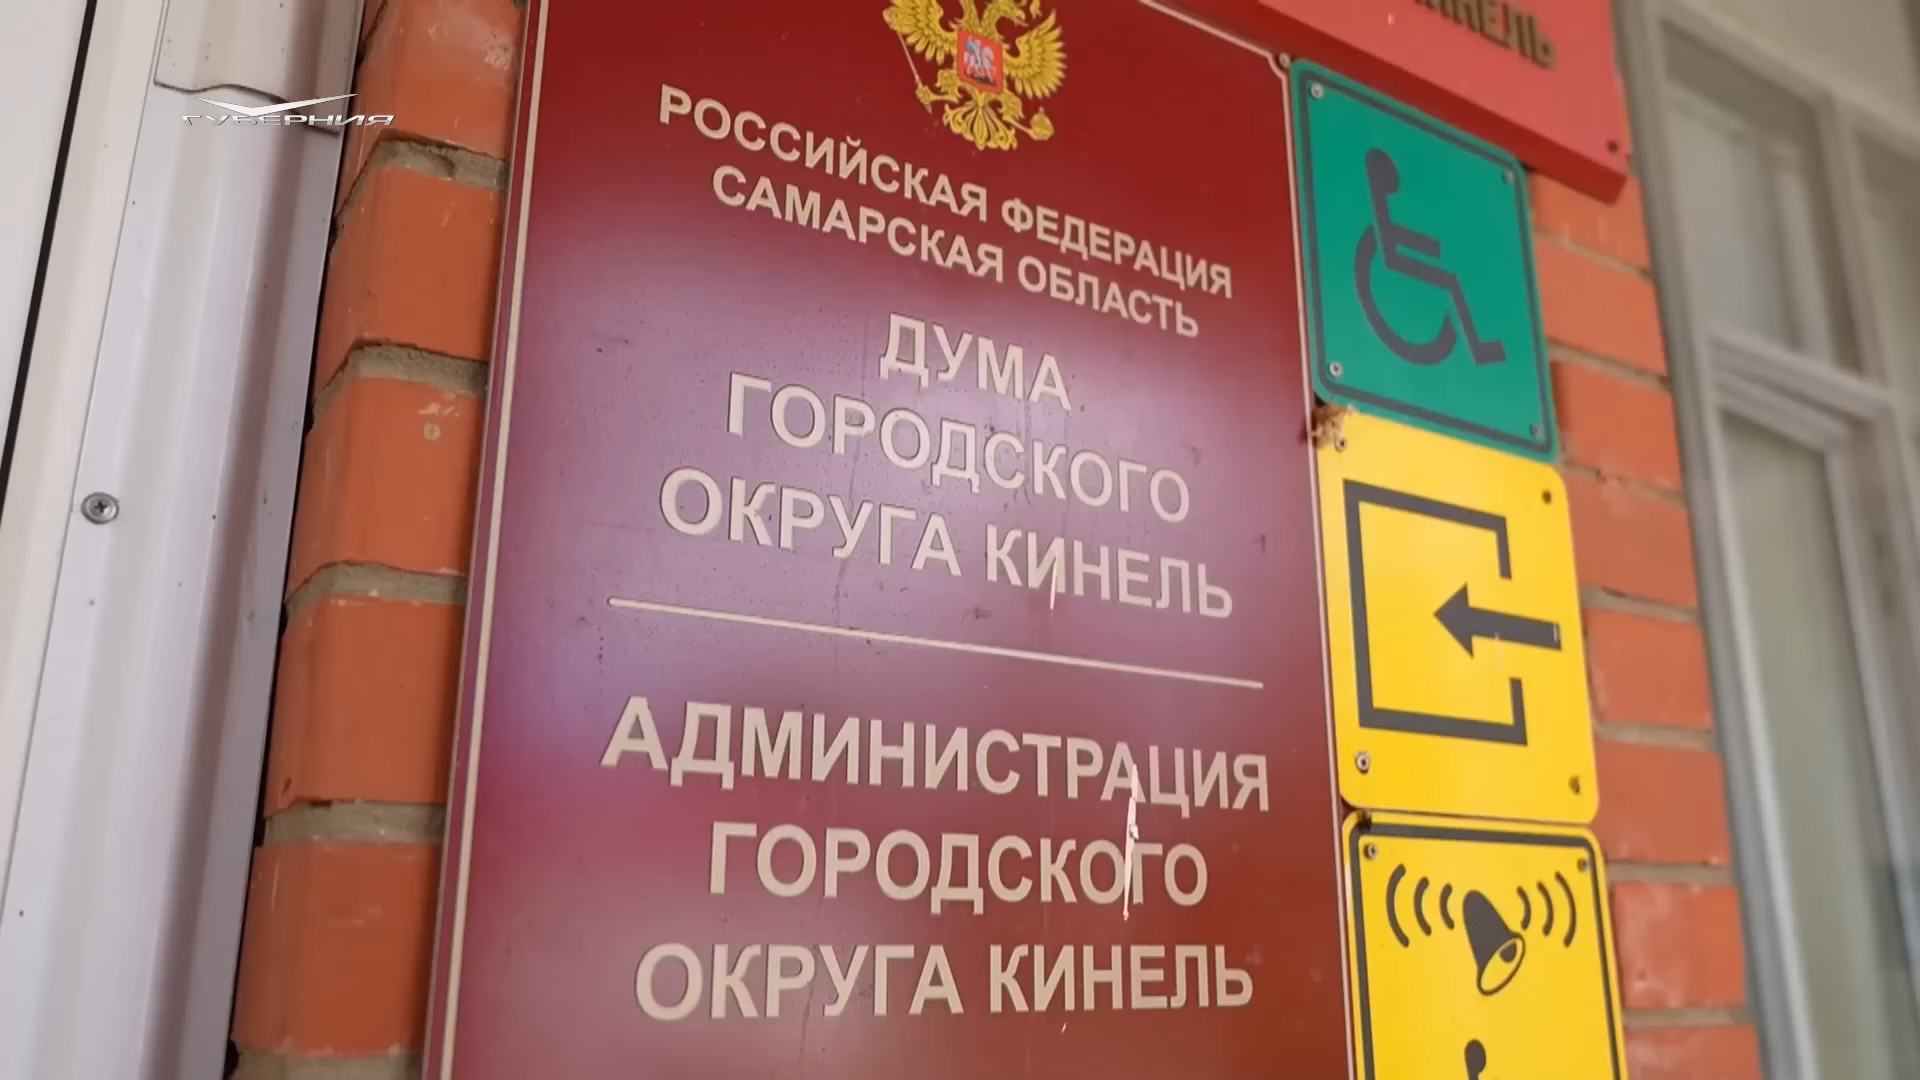 ГУБЕРНИЯ
РОССИЙСКАЯ ФЕДЕРАЦИЯ
САМАРСКАЯ ОБЛАСТЬ
ДУМА
ГОРОДСКОГО
ОКРУГА КИНЕЛЬ
АДМИНИСТРАЦИЯ
ГОРОДСКОГО
ОКРУГА КИНЕЛЬ